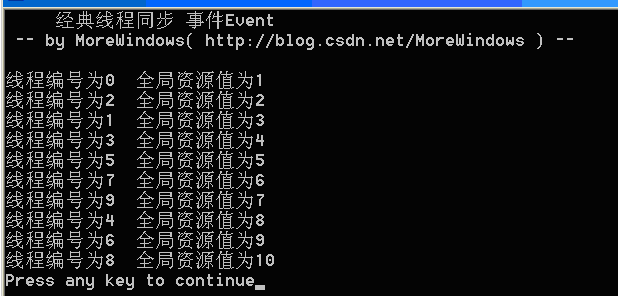 经典线程同步 事件Event
-- by MoreWindows( http://blog.csdn.net/MoreWindows ) --
线程编号为0 全局资源值为1
线程编号为2 全局资源值为2
线程编号为1 全局资源值为3
线程编号为3 全局资源值为4
线程编号为5 全局资源值为5
线程编号为7 全局资源值为6
线程编号为9 全局资源值为7
线程编号为4 全局资源值为8
线程编号为6 全局资源值为9
线程编号为8 全局资源值为10
Press any key to continue_